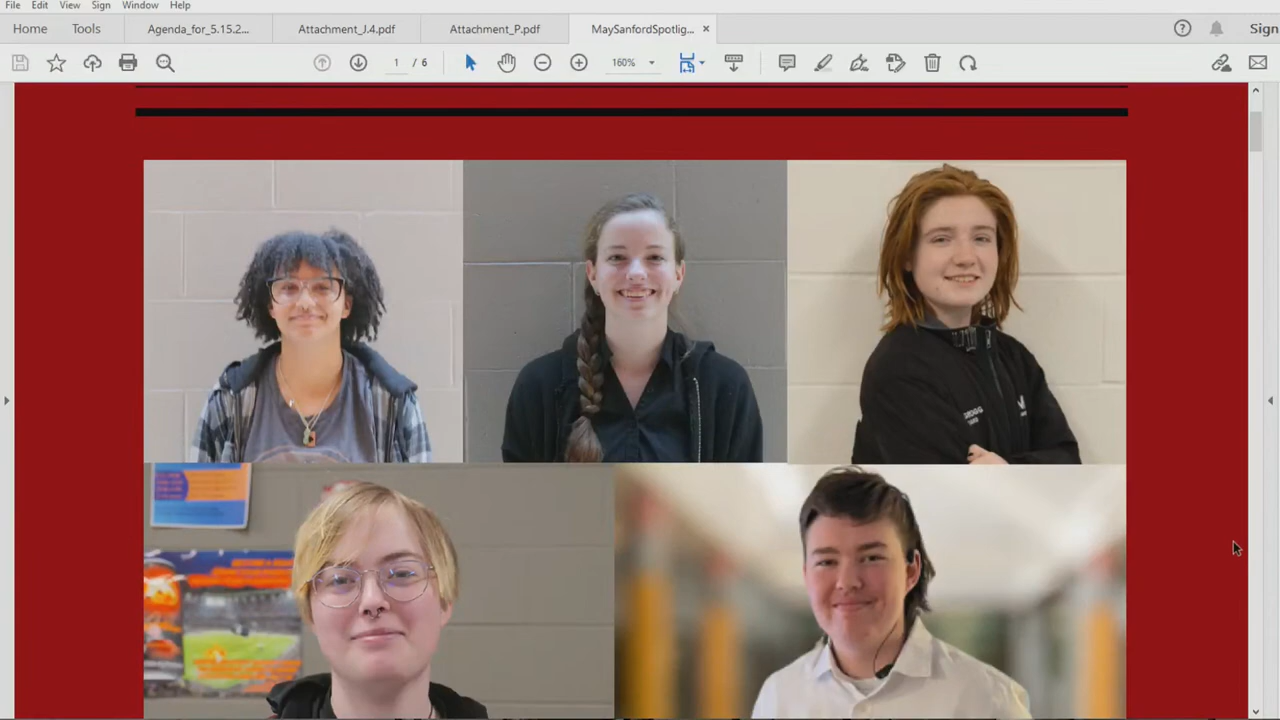 File Edit View Sign Window Help
Home Tools Agenda_for_5.15.2... Attachment_J.4.pdf Attachment_P.pdf MaySanfordSpotlig... × Sign
1 / 6 160%